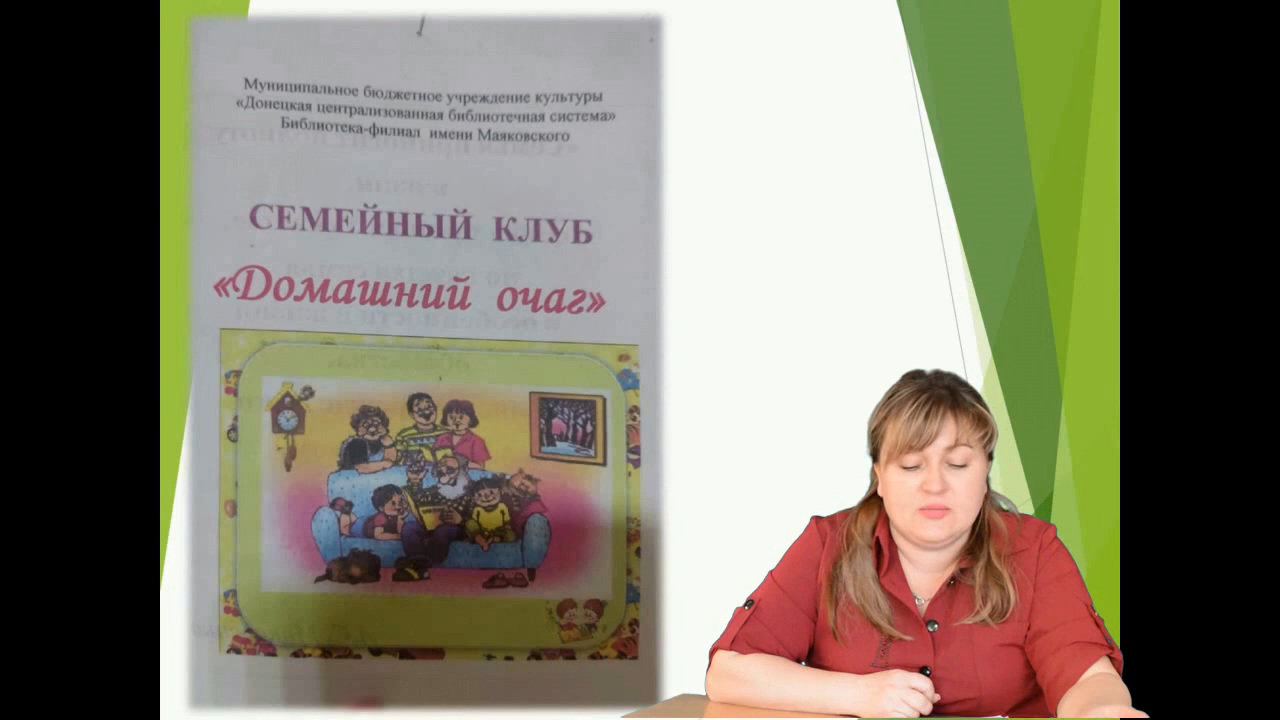 Муниципальное бюджетное учреждение культуры
«Донецкая централизованная библиотечная система»
Библиотека-филиал имени Маяковского
СЕМЕЙНЫЙ КЛУБ
«Домашний очаг»